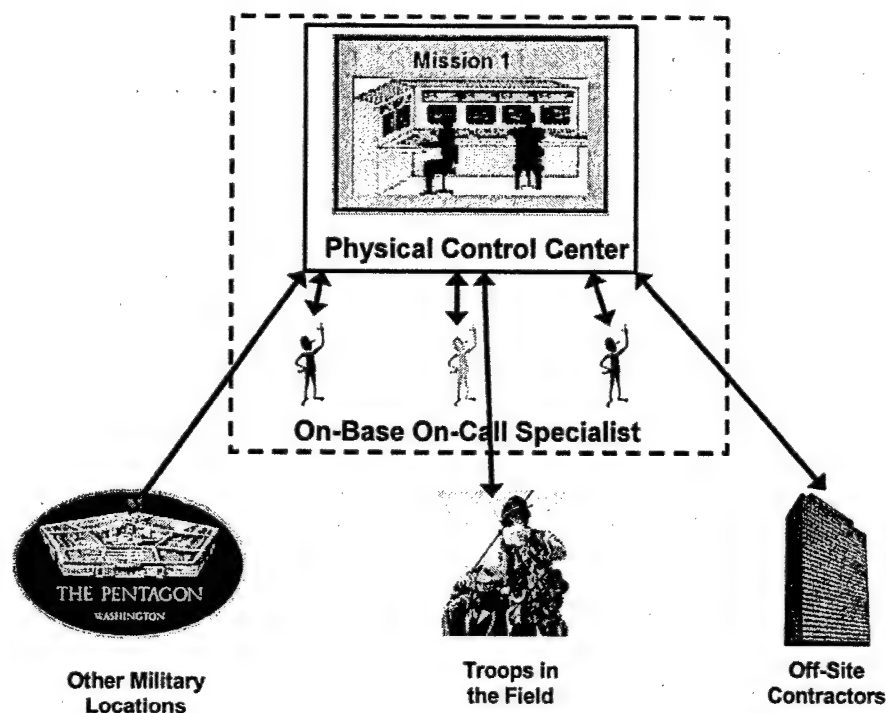 Mission 1
Physical Control Center
On-Base On-Call Specialist
THE PENTAGON
WASHINGTON
Other Military
Locations
Troops in
the Field
Off-Site
Contractors